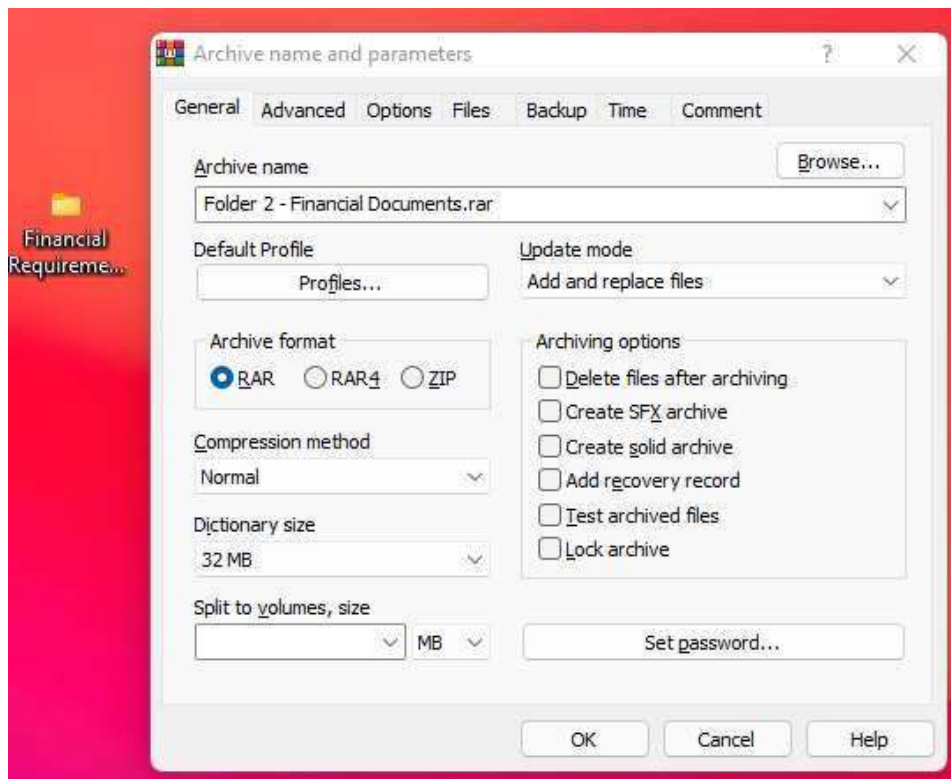 Archive name and parameters
?
General Advanced Options Files Backup Time Comment
Archive name
Browse...
Folder 2 - Financial Documents.rar
Financial
Requireme...
Default Profile
Update mode
Profiles...
Add and replace files
Archive format
RAR RAR4 ZIP
Archiving options
Delete files after archiving
Create SFX archive
Create solid archive
Add recovery record
Test archived files
Lock archive
Compression method
Normal
Dictionary size
32 MB
Split to volumes, size
MB
Set password...
OK Cancel Help